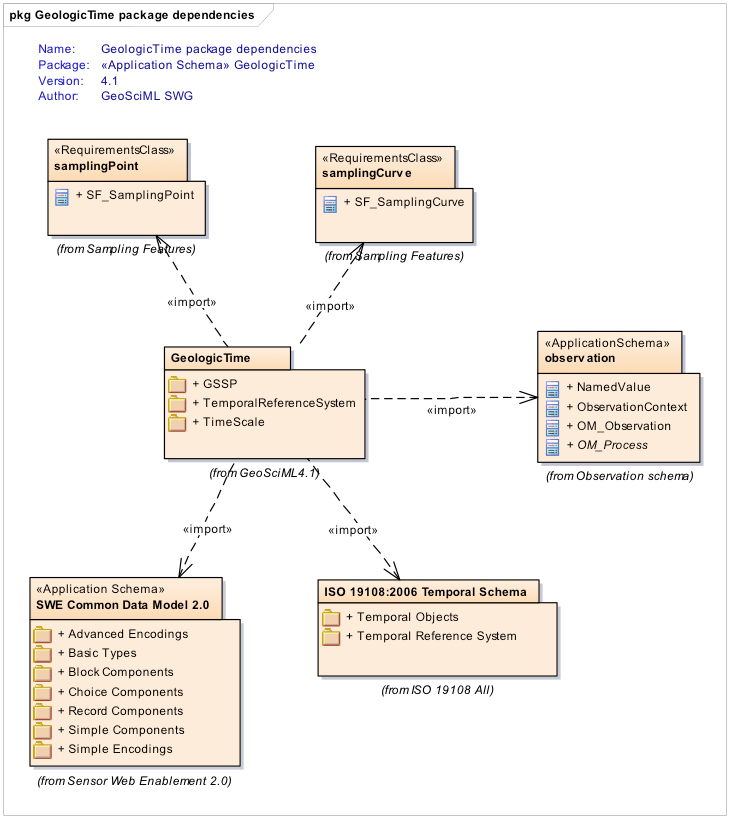 pkg GeologicTime package dependencies
Name: GeologicTime package dependencies
Package: «Application Schema» GeologicTime
Version: 4.1
Author: GeoSciML SWG
«RequirementsClass»
samplingPoint
+ SF_SamplingPoint
(from Sampling Features)
«RequirementsClass»
samplingCurve
+ SF_SamplingCurve
(from Sampling Features)
«import»
«import»
GeologicTime
+ GSSP
+ TemporalReferenceSystem
+ TimeScale
(from GeoSciML4.1)
«import»
«ApplicationSchema»
observation
+ NamedValue
+ ObservationContext
+ OM_Observation
+ OM_Process
(from Observation schema)
«import»
«import»
«Application Schema»
SWE Common Data Model 2.0
+ Advanced Encodings
+ Basic Types
+ Block Components
+ Choice Components
+ Record Components
+ Simple Components
+ Simple Encodings
(from Sensor Web Enablement 2.0)
ISO 19108:2006 Temporal Schema
+ Temporal Objects
+ Temporal Reference System
(from ISO 19108 All)